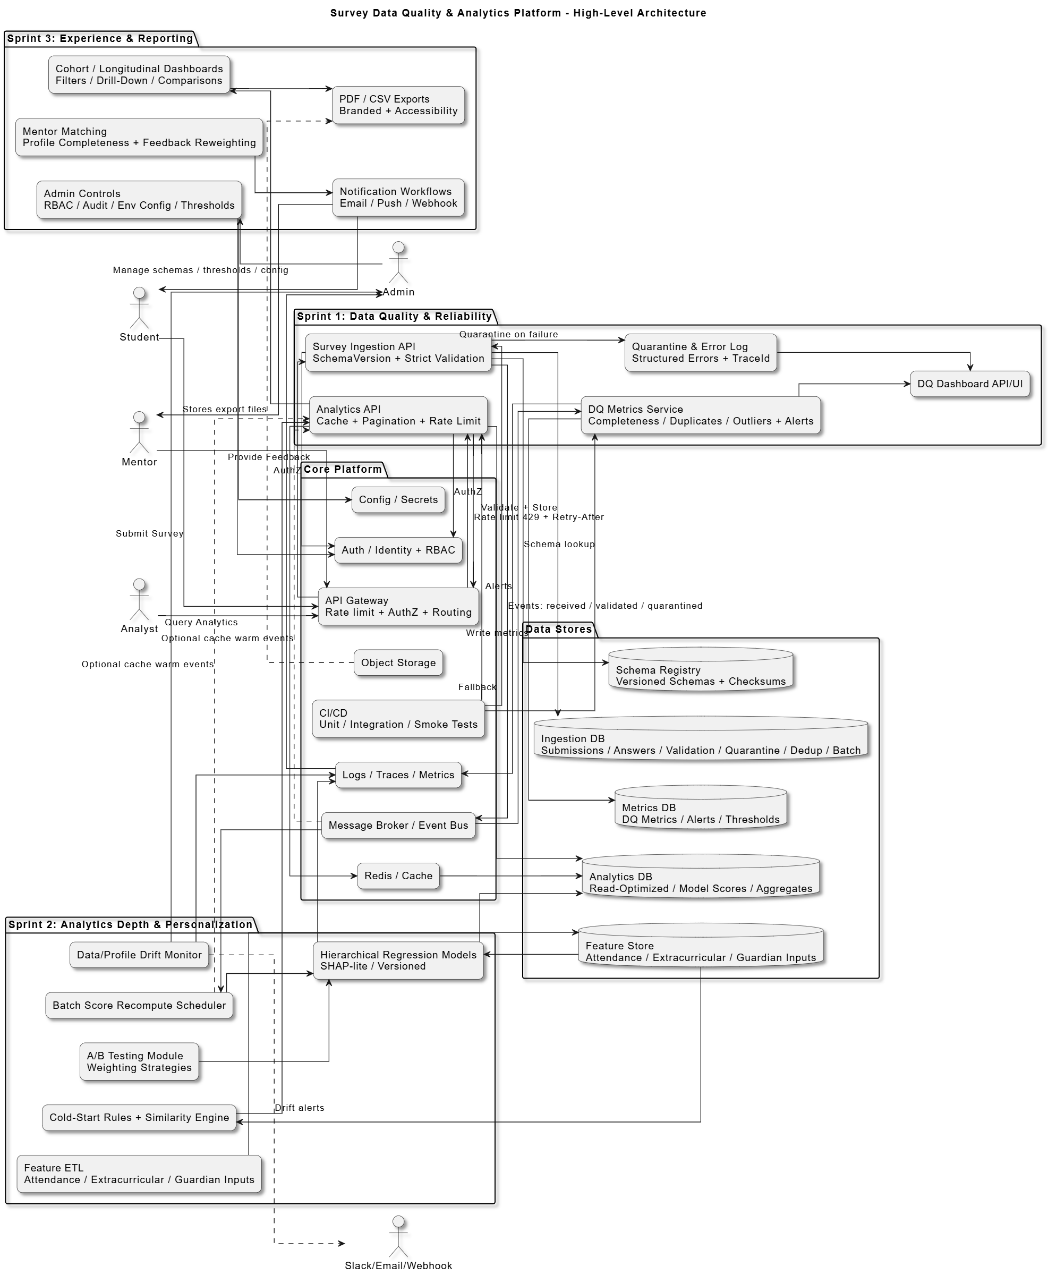 Survey Data Quality & Analytics Platform - High-Level Architecture
Sprint 3: Experience & Reporting
Cohort / Longitudinal Dashboards
Filters / Drill-Down / Comparisons
PDF / CSV Exports
Branded + Accessibility
Mentor Matching
Profile Completeness + Feedback Reweighting
Admin Controls
RBAC / Audit / Env Config / Thresholds
Notification Workflows
Email / Push / Webhook
Manage schemas / thresholds / config
Admin
Student
Sprint 1: Data Quality & Reliability
Survey Ingestion API
SchemaVersion + Strict Validation
Quarantine on failure
Quarantine & Error Log
Structured Errors + TraceId
DQ Dashboard API/UI
Stores export files
Analytics API
Cache + Pagination + Rate Limit
DQ Metrics Service
Completeness / Duplicates / Outliers + Alerts
Mentor
Provide Feedback
AuthZ
Core Platform
Config / Secrets
AuthZ
Validate + Store
Rate limit 429 + Retry-After
Submit Survey
Schema lookup
Auth / Identity + RBAC
Alerts
API Gateway
Rate limit + AuthZ + Routing
Events: received / validated / quarantined
Analyst
Query Analytics
Optional cache warm events
Write metrics
Data Stores
Optional cache warm events
Object Storage
Schema Registry
Versioned Schemas + Checksums
Fallback
CI/CD
Unit / Integration / Smoke Tests
Ingestion DB
Submissions / Answers / Validation / Quarantine / Dedup / Batch
Logs / Traces / Metrics
Metrics DB
DQ Metrics / Alerts / Thresholds
Message Broker / Event Bus
Redis / Cache
Analytics DB
Read-Optimized / Model Scores / Aggregates
Sprint 2: Analytics Depth & Personalization
Data/Profile Drift Monitor
Hierarchical Regression Models
SHAP-lite / Versioned
Feature Store
Attendance / Extracurricular / Guardian Inputs
Batch Score Recompute Scheduler
A/B Testing Module
Weighting Strategies
Drift alerts
Cold-Start Rules + Similarity Engine
Feature ETL
Attendance / Extracurricular / Guardian Inputs
Slack/Email/Webhook